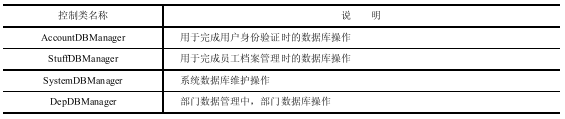 控制类名称 说 明
AccountDBManager 用于完成用户身份验证时的数据库操作
StuffDBManager 用于完成员工档案管理时的数据库操作
SystemDBManager 系统数据库维护操作
DepDBManager 部门数据管理中，部门数据库操作